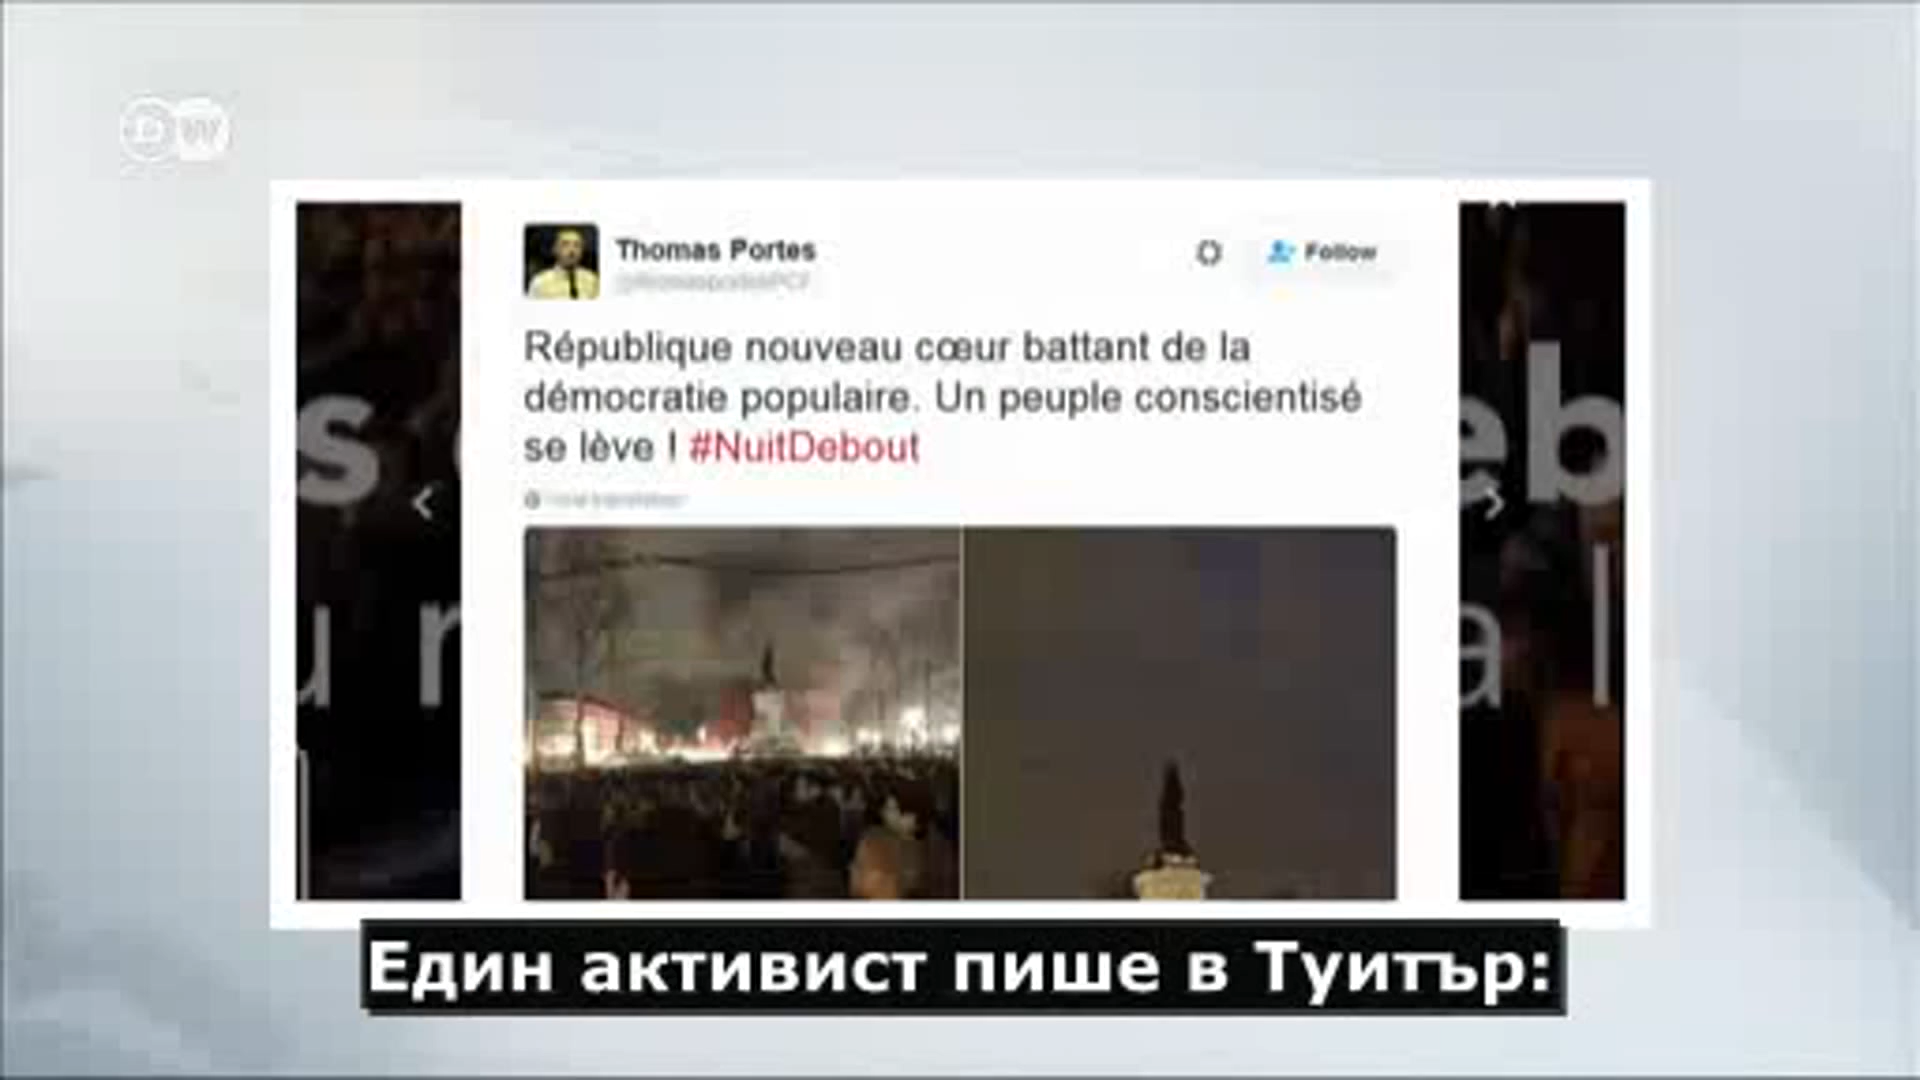 DW
Thomas Portes
Follow
République nouveau cœur battant de la
démocratie populaire. Un peuple conscientisé
se lève ! #NuitDebout
Един активист пише в Туитър: